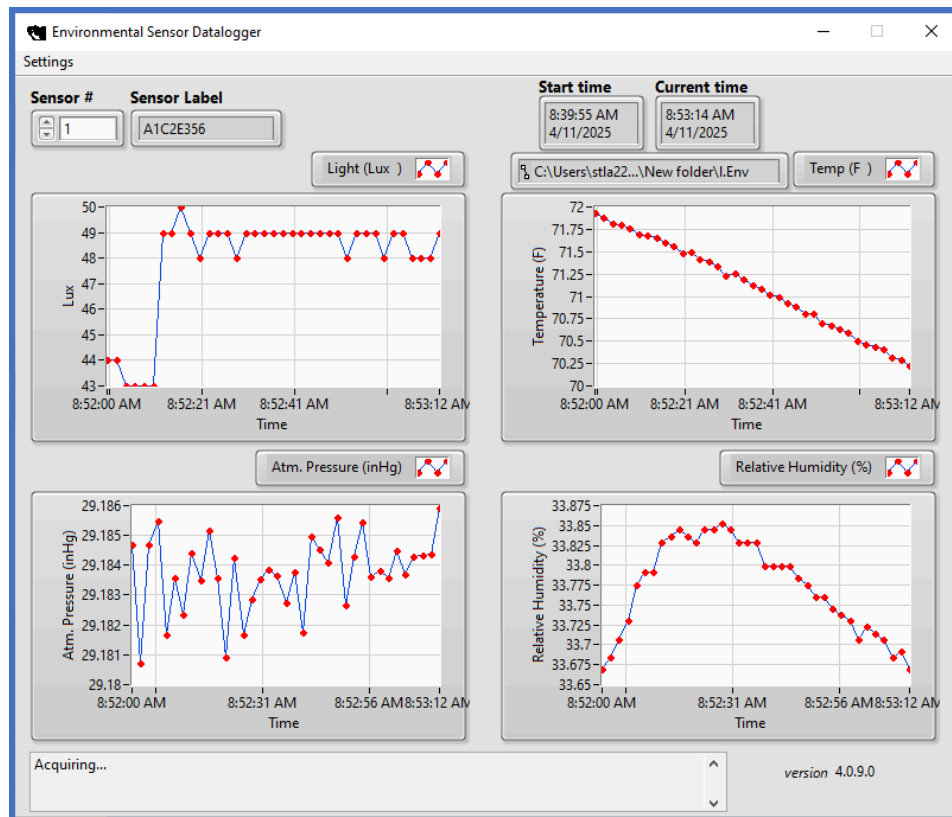 Environmental Sensor Datalogger
Settings
Sensor #
Sensor Label
Start time
Current time
1
A1C2E356
8:39:55 AM
4/11/2025
8:53:14 AM
4/11/2025
Light (Lux )
C:\Users\stla22...\New folder\I.Env
Temp (F )
50
49
48
47
46
45
44
43
Lux
8:52:00 AM
8:52:21 AM
8:52:41 AM
8:53:12 AM
Time
72
71.75
71.5
71.25
71
70.75
70.5
70.25
70
Temperature (F)
8:52:00 AM
8:52:21 AM
8:52:41 AM
8:53:12 AM
Time
Atm. Pressure (inHg)
Relative Humidity (%)
29.186
29.185
29.184
29.183
29.182
29.181
29.18
Atm. Pressure (inHg)
8:52:00 AM
8:52:31 AM
8:52:56 AM
8:53:12 AM
Time
33.875
33.85
33.825
33.8
33.775
33.75
33.725
33.7
33.675
33.65
Relative Humidity (%)
8:52:00 AM
8:52:31 AM
8:52:56 AM
8:53:12 AM
Time
Acquiring...
version 4.0.9.0